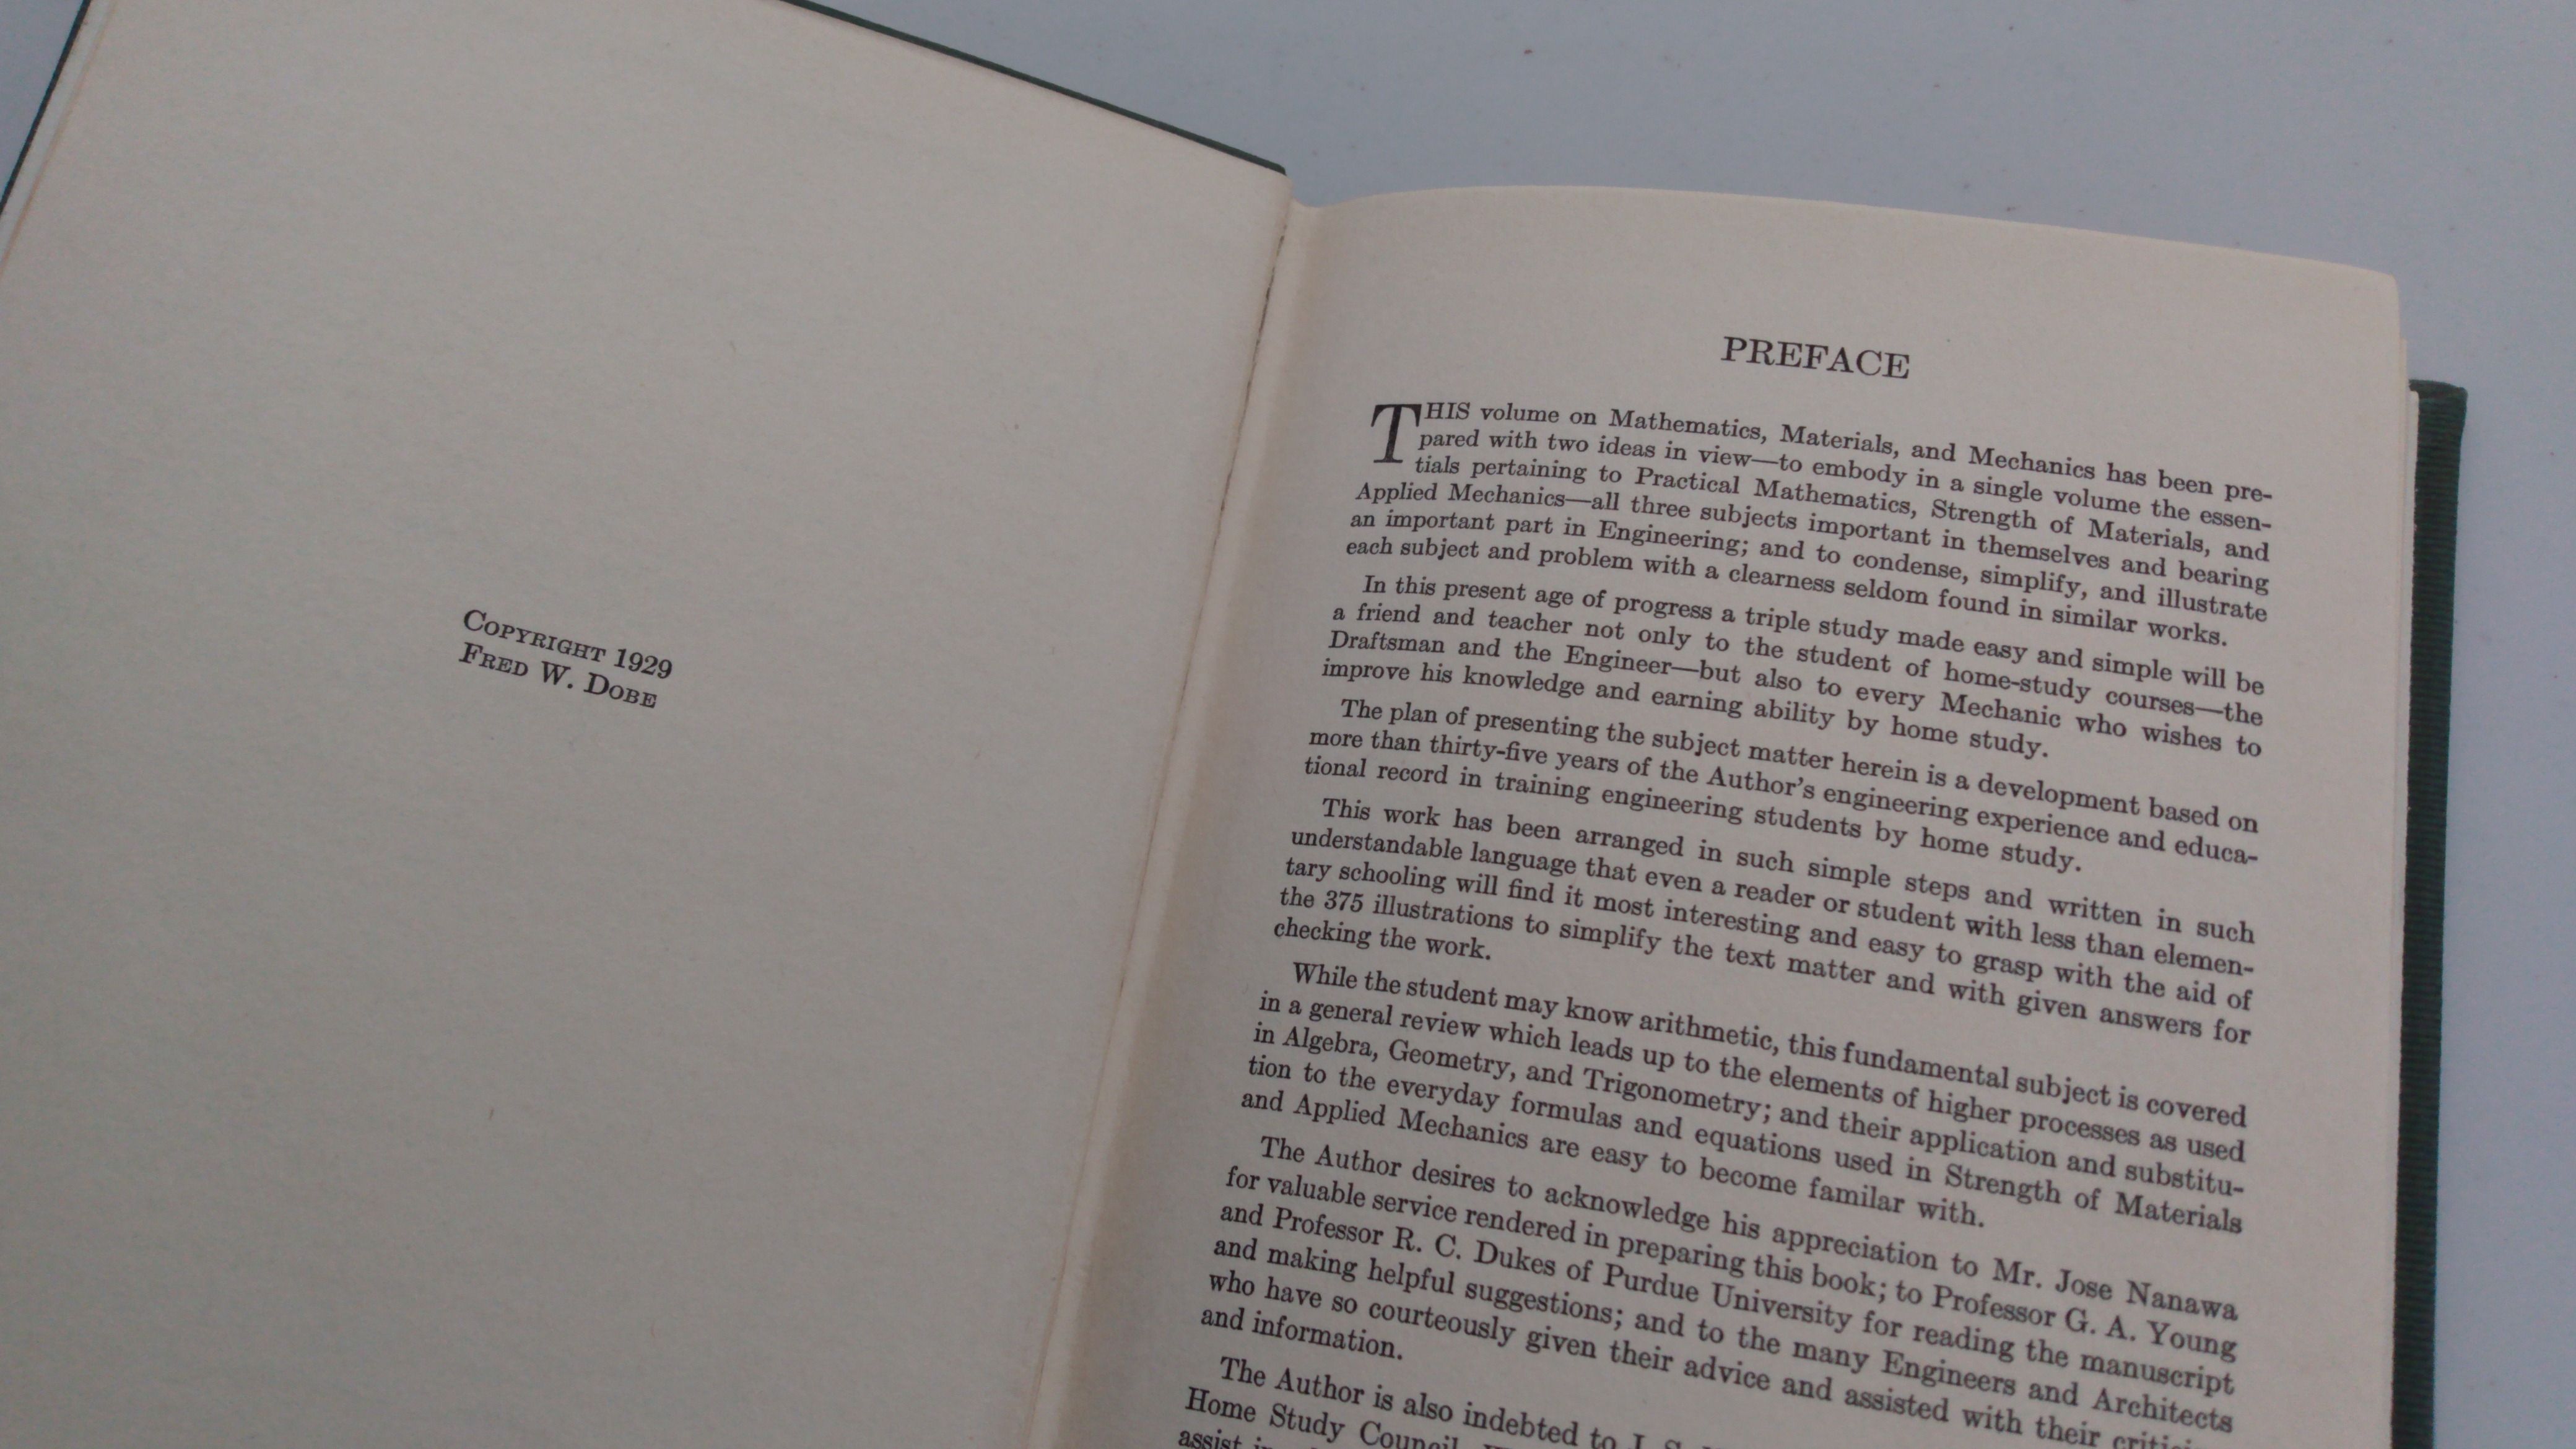 COPYRIGHT 1929
FRED W. DOBE
PREFACE
THIS volume on Mathematics, Materials, and Mechanics has been pre-
pared with two ideas in view—to embody in a single volume the essen-
tials pertaining to Practical Mathematics, Strength of Materials, and
Applied Mechanics—all three subjects important in themselves and bearing
an important part in Engineering; and to condense, simplify, and illustrate
each subject and problem with a clearness seldom found in similar works.
In this present age of progress a triple study made easy and simple will be
a friend and teacher not only to the student of home-study courses—the
Draftsman and the Engineer—but also to every Mechanic who wishes to
improve his knowledge and earning ability by home study.
The plan of presenting the subject matter herein is a development based on
more than thirty-five years of the Author's engineering experience and educa-
tional record in training engineering students by home study.
This work has been arranged in such simple steps and written in such
understandable language that even a reader or student with less than elemen-
tary schooling will find it most interesting and easy to grasp with the aid of
the 375 illustrations to simplify the text matter and with given answers for
checking the work.
While the student may know arithmetic, this fundamental subject is covered
in a general review which leads up to the elements of higher processes as used
in Algebra, Geometry, and Trigonometry; and their application and substitu-
tion to the everyday formulas and equations used in Strength of Materials
and Applied Mechanics are easy to become familar with.
The Author desires to acknowledge his appreciation to Mr. Jose Nanawa
for valuable service rendered in preparing this book; to Professor G. A. Young
and Professor R. C. Dukes of Purdue University for reading the manuscript
and making helpful suggestions; and to the many Engineers and Architects
who have so courteously given their advice and assisted with their
and information.
The Author is also indebted to
Home Study
assist